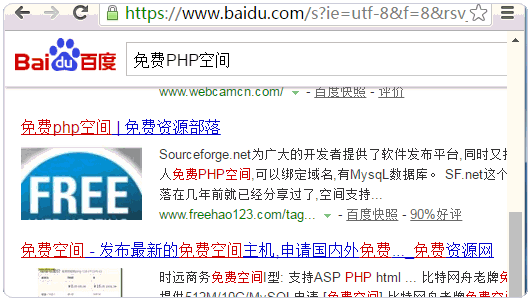 https://www.baidu.com/s?ie=utf-8&f=8&rsv_
Bai du 百度 免费PHP空间
www.webcamcn.com/ - 百度快照 - 评价
免费php空间 | 免费资源部落
FREE
Sourceforge.net为广大的开发者提供了软件发布平台,同时又提
人免费PHP空间,可以绑定域名,有MysqL数据库。 SF.net这个
落在几年前就已经分享过了,空间支持...
www.freehao123.com/tag... - 百度快照 - 90%好评
免费空间 - 发布最新的免费空间主机,申请国内外免费..._免费资源网
时远商务免费空间I型: 支持ASP PHP html ... 比特网舟老牌免
提供512M/10G/MySQL申请 [免费空间] 比特网舟老牌免费空间